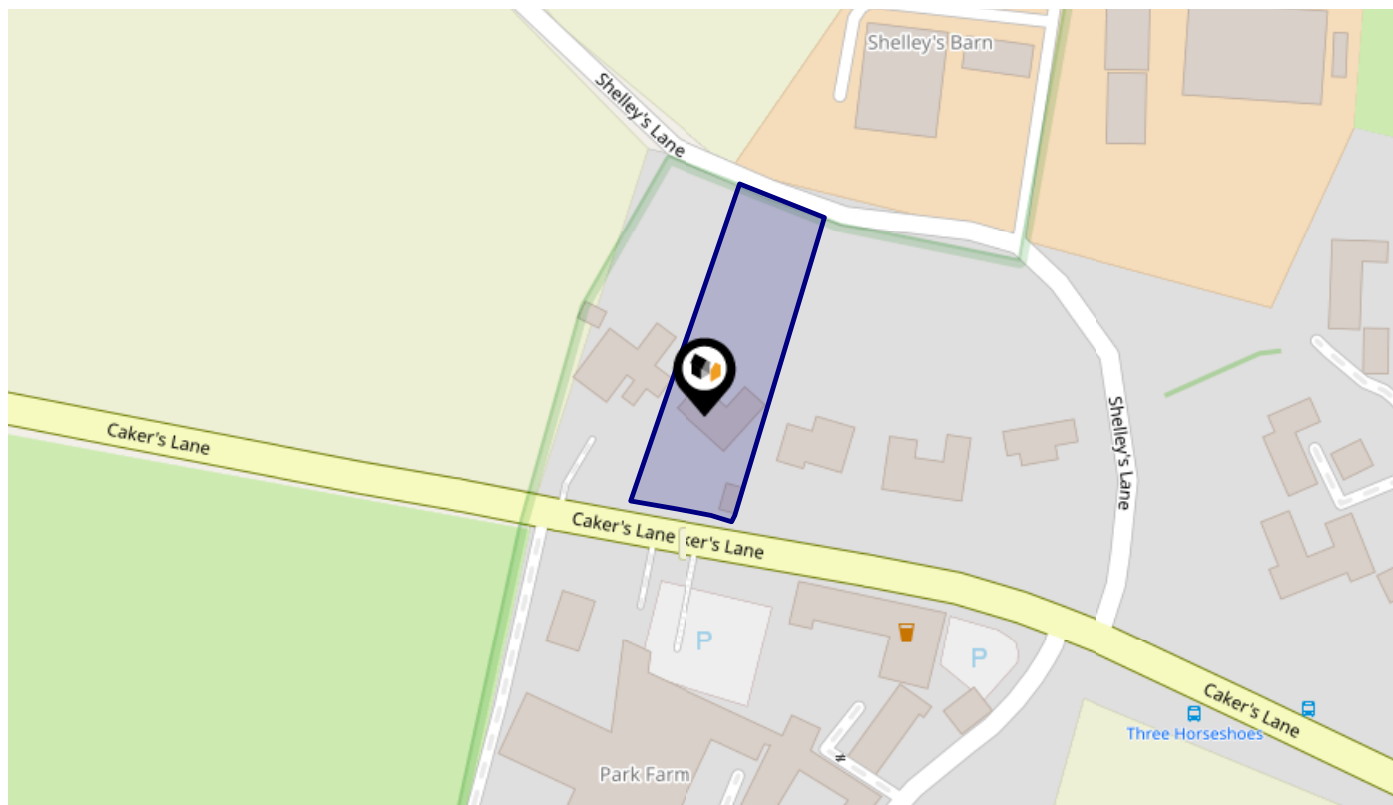 Shelley's Barn
Shelley's Lane
Caker's Lane
Shelley's Lane
Caker's Lane
ker's Lane
P
P
Caker's Lane
Three Horseshoes
Park Farm